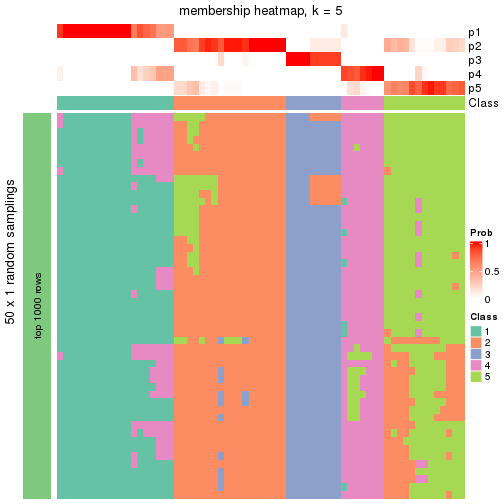 membership heatmap, k = 5
p1
p2
p3
p4
p5
Class
50 x 1 random samplings
top 1000 rows
Prob
1
0.5
0
Class
1
2
3
4
5